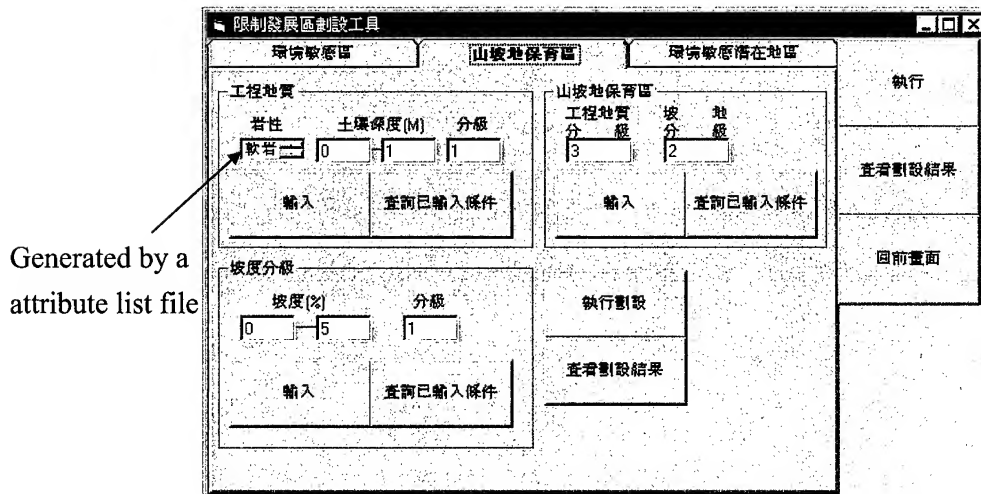 限制發展區劃設工具
環境敏感區 山坡地保育區 環境敏感潛在地區
執行
查看劃設結果
回前畫面
工程地質
岩性 土壤深度(M) 分級
軟岩 0 1 1
輸入 查詢已輸入條件
山坡地保育區
工程地質 坡 地
分 級 分 級
3 2
輸入 查詢已輸入條件
Generated by a
attribute list file
坡度分級
坡度(%) 分級
0 5 1
輸入 查詢已輸入條件
執行劃設
查看劃設結果